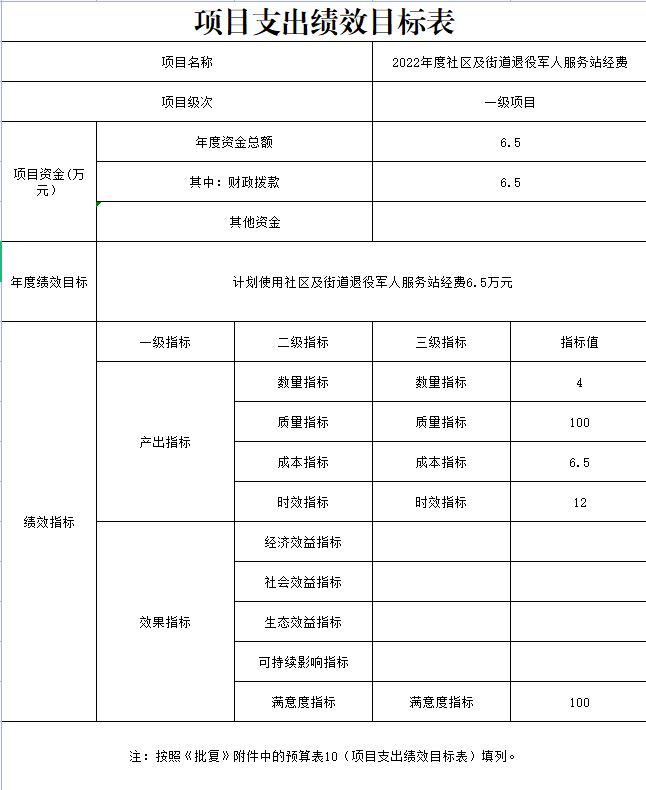 项目支出绩效目标表
项目名称 2022年度社区及街道退役军人服务站经费
项目级次 一级项目
项目资金(万
元）
年度资金总额 6.5
其中: 财政拨款 6.5
其他资金
年度绩效目标 计划使用社区及街道退役军人服务站经费6.5万元
绩效指标
一级指标 二级指标 三级指标 指标值
产出指标
数量指标 数量指标 4
质量指标 质量指标 100
成本指标 成本指标 6.5
时效指标 时效指标 12
效果指标
经济效益指标
社会效益指标
生态效益指标
可持续影响指标
满意度指标 满意度指标 100
注: 按照《批复》附件中的预算表10（项目支出绩效目标表）填列。